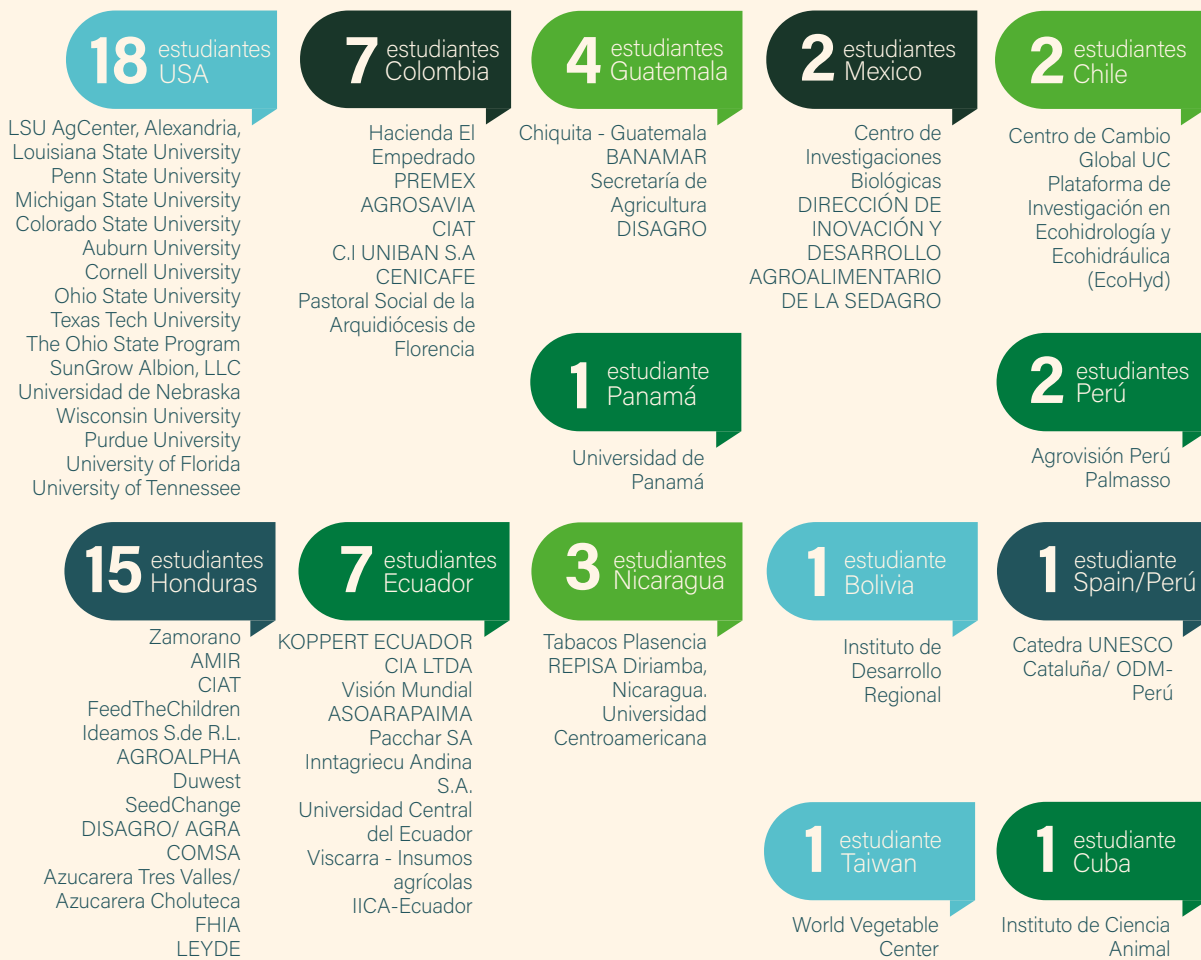 18 estudiantes
USA
LSU AgCenter, Alexandria,
Louisiana State University
Penn State University
Michigan State University
Colorado State University
Auburn University
Cornell University
Ohio State University
Texas Tech University
The Ohio State Program
SunGrow Albion, LLC
Universidad de Nebraska
Wisconsin University
Purdue University
University of Florida
University of Tennessee
7 estudiantes
Colombia
Hacienda El
Empedrado
PREMEX
AGROSAVIA
CIAT
C.I UNIBAN S.A
CENICAFE
Pastoral Social de la
Arquidiócesis de
Florencia
4 estudiantes
Guatemala
Chiquita - Guatemala
BANAMAR
Secretaría de
Agricultura
DISAGRO
2 estudiantes
Mexico
Centro de
Investigaciones
Biológicas
DIRECCIÓN DE
INOVACIÓN Y
DESARROLLO
AGROALIMENTARIO
DE LA SEDAGRO
2 estudiantes
Chile
Centro de Cambio
Global UC
Plataforma de
Investigación en
Ecohidrología y
Ecohidráulica
(EcoHyd)
1 estudiante
Panamá
Universidad de
Panamá
2 estudiantes
Perú
Agrovisión Perú
Palmasso
15 estudiantes
Honduras
Zamorano
AMIR
CIAT
FeedTheChildren
Ideamos S.de R.L.
AGROALPHA
Duwest
SeedChange
DISAGRO/ AGRA
COMSA
Azucarera Tres Valles/
Azucarera Choluteca
FHIA
LEYDE
7 estudiantes
Ecuador
KOPPERT ECUADOR
CIA LTDA
Visión Mundial
ASOARAPAIMA
Pacchar SA
Inntagriecu Andina
S.A.
Universidad Central
del Ecuador
Viscarra - Insumos
agrícolas
IICA-Ecuador
3 estudiantes
Nicaragua
Tabacos Plasencia
REPISA Diriamba,
Nicaragua.
Universidad
Centroamericana
1 estudiante
Bolivia
Instituto de
Desarrollo
Regional
1 estudiante
Spain/Perú
Catedra UNESCO
Cataluña/ ODM-
Perú
1 estudiante
Taiwan
World Vegetable
Center
1 estudiante
Cuba
Instituto de Ciencia
Animal